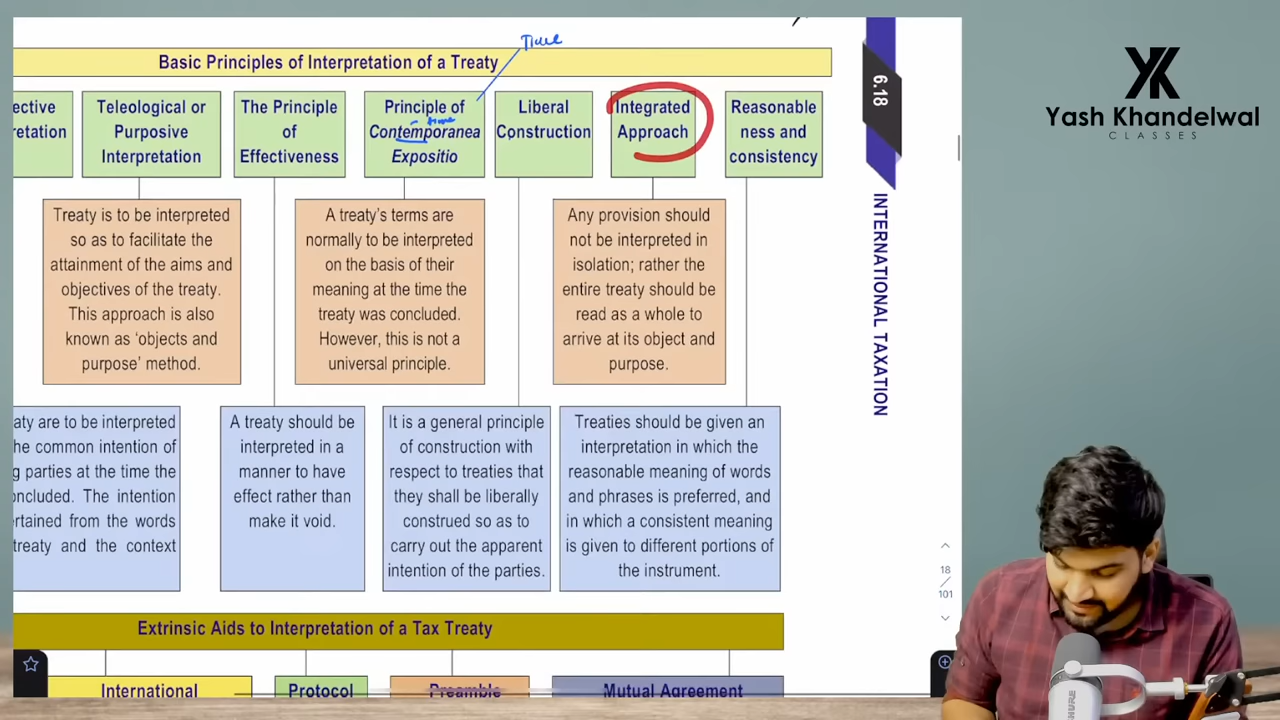 Time
Basic Principles of Interpretation of a Treaty
ective
retation
Teleological or
Purposive
Interpretation
The Principle
of
Effectiveness
Principle of
time
Contemporanea
Expositio
Liberal
Construction
Integrated
Approach
Reasonable
ness and
consistency
Treaty is to be interpreted
so as to facilitate the
attainment of the aims and
objectives of the treaty.
This approach is also
known as ‘objects and
purpose’ method.
A treaty’s terms are
normally to be interpreted
on the basis of their
meaning at the time the
treaty was concluded.
However, this is not a
universal principle.
Any provision should
not be interpreted in
isolation; rather the
entire treaty should be
read as a whole to
arrive at its object and
purpose.
aty are to be interpreted
he common intention of
g parties at the time the
oncluded. The intention
ertained from the words
treaty and the context
A treaty should be
interpreted in a
manner to have
effect rather than
make it void.
It is a general principle
of construction with
respect to treaties that
they shall be liberally
construed so as to
carry out the apparent
intention of the parties.
Treaties should be given an
interpretation in which the
reasonable meaning of words
and phrases is preferred, and
in which a consistent meaning
is given to different portions of
the instrument.
Extrinsic Aids to Interpretation of a Tax Treaty
International
Protocol
Preamble
Mutual Agreement
6.18
INTERNATIONAL TAXATION
18
101
YK
Yash Khandelwal
CLASSES